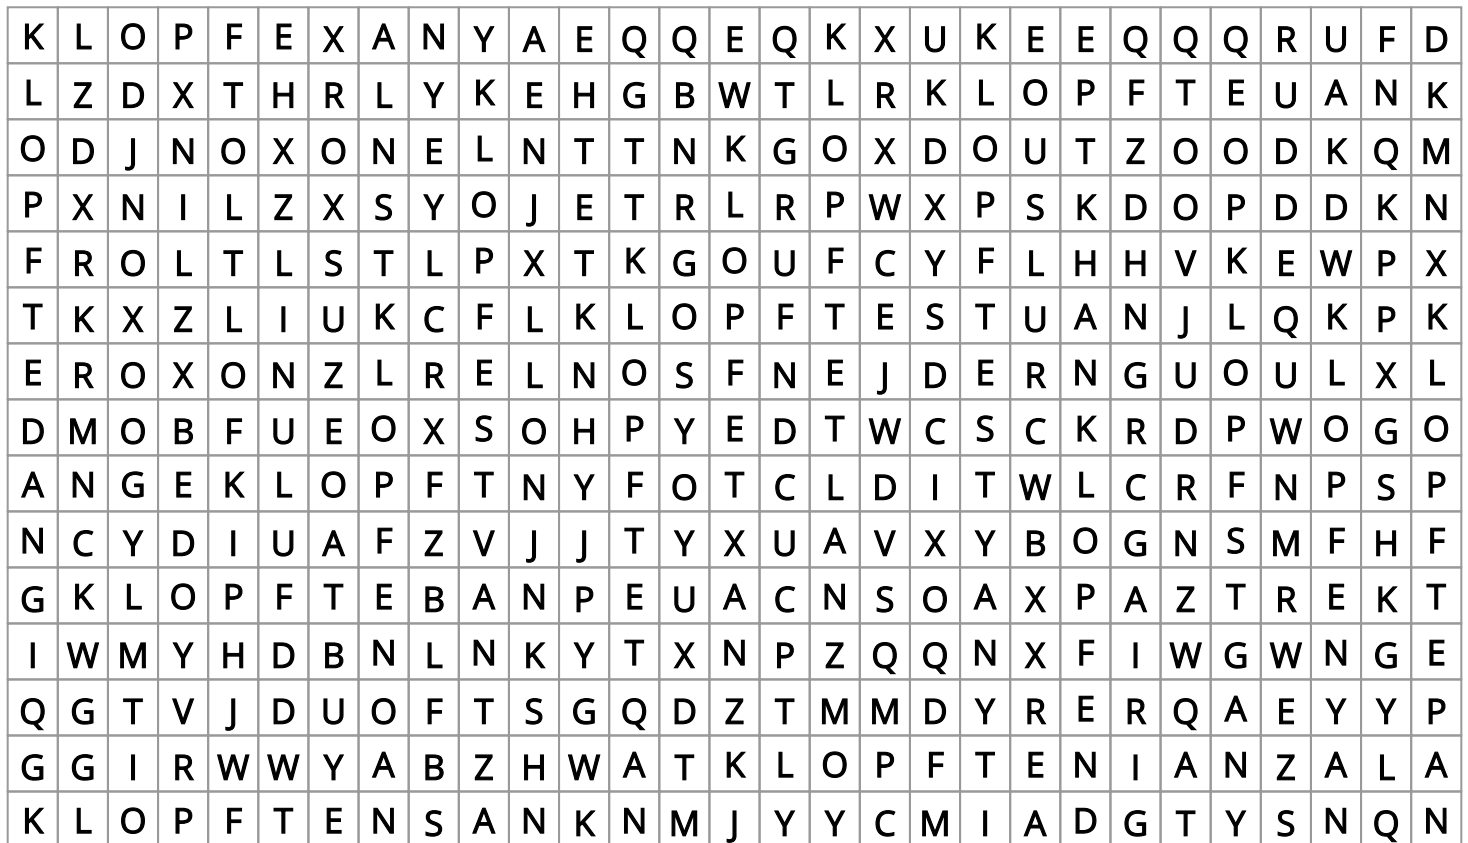 K L O P F E X A N Y A E Q Q E Q K X U K E E Q Q Q R U F D
L Z D X T H R L Y K E H G B W T L R K L O P F T E U A N K
O D J N O X O N E L N T T N K G O X D O U T Z O O D K Q M
P X N I L Z X S Y O J E T R L R P W X P S K D O P D D K N
F R O L T L S T L P X T K G O U F C Y F L H H V K E W P X
T K X Z L I U K C F L K L O P F T E S T U A N J L Q K P K
E R O X O N Z L R E L N O S F N E J D E R N G U O U L X L
D M O B F U E O X S O H P Y E D T W C S C K R D P W O G O
A N G E K L O P F T N Y F O T C L D I T W L C R F N P S P
N C Y D I U A F Z V J J T Y X U A V X Y B O G N S M F H F
G K L O P F T E B A N P E U A C N S O A X P A Z T R E K T
I W M Y H D B N L N K Y T X N P Z Q Q N X F I W G W N G E
Q G T V J D U O F T S G Q D Z T M M D Y R E R Q A E Y Y P
G G I R W W Y A B Z H W A T K L O P F T E N I A N Z A L A
K L O P F T E N S A N K N M J Y Y C M I A D G T Y S N Q N